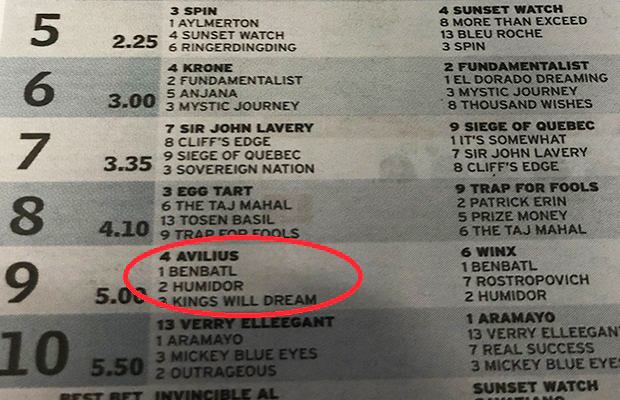 5 2.25
3 SPIN
1 AYLMERTON
4 SUNSET WATCH
6 RINGERDINGDING
4 SUNSET WATCH
8 MORE THAN EXCEED
13 BLEU ROCHE
3 SPIN
6 3.00
4 KRONE
2 FUNDAMENTALIST
5 ANJANA
3 MYSTIC JOURNEY
2 FUNDAMENTALIST
1 EL DORADO DREAMING
3 MYSTIC JOURNEY
8 THOUSAND WISHES
7 3.35
7 SIR JOHN LAVERY
8 CLIFF'S EDGE
9 SIEGE OF QUEBEC
3 SOVEREIGN NATION
9 SIEGE OF QUEBEC
1 IT'S SOMEWHAT
7 SIR JOHN LAVERY
8 CLIFF'S EDGE
8 4.10
3 EGG TART
6 THE TAJ MAHAL
13 TOSEN BASIL
9 TRAP FOR FOOLS
9 TRAP FOR FOOLS
2 PATRICK ERIN
5 PRIZE MONEY
6 THE TAJ MAHAL
9 5.00
4 AVILIUS
1 BENBATL
2 HUMIDOR
3 KINGS WILL DREAM
6 WINX
1 BENBATL
7 ROSTROPOVICH
2 HUMIDOR
10 5.50
13 VERRY ELLEEGANT
1 ARAMAYO
3 MICKEY BLUE EYES
2 OUTRAGEOUS
1 ARAMAYO
13 VERRY ELLEEGANT
7 REAL SUCCESS
3 MICKEY BLUE EYES
BEST BET INVINCIBLE AL
SUNSET WATCH